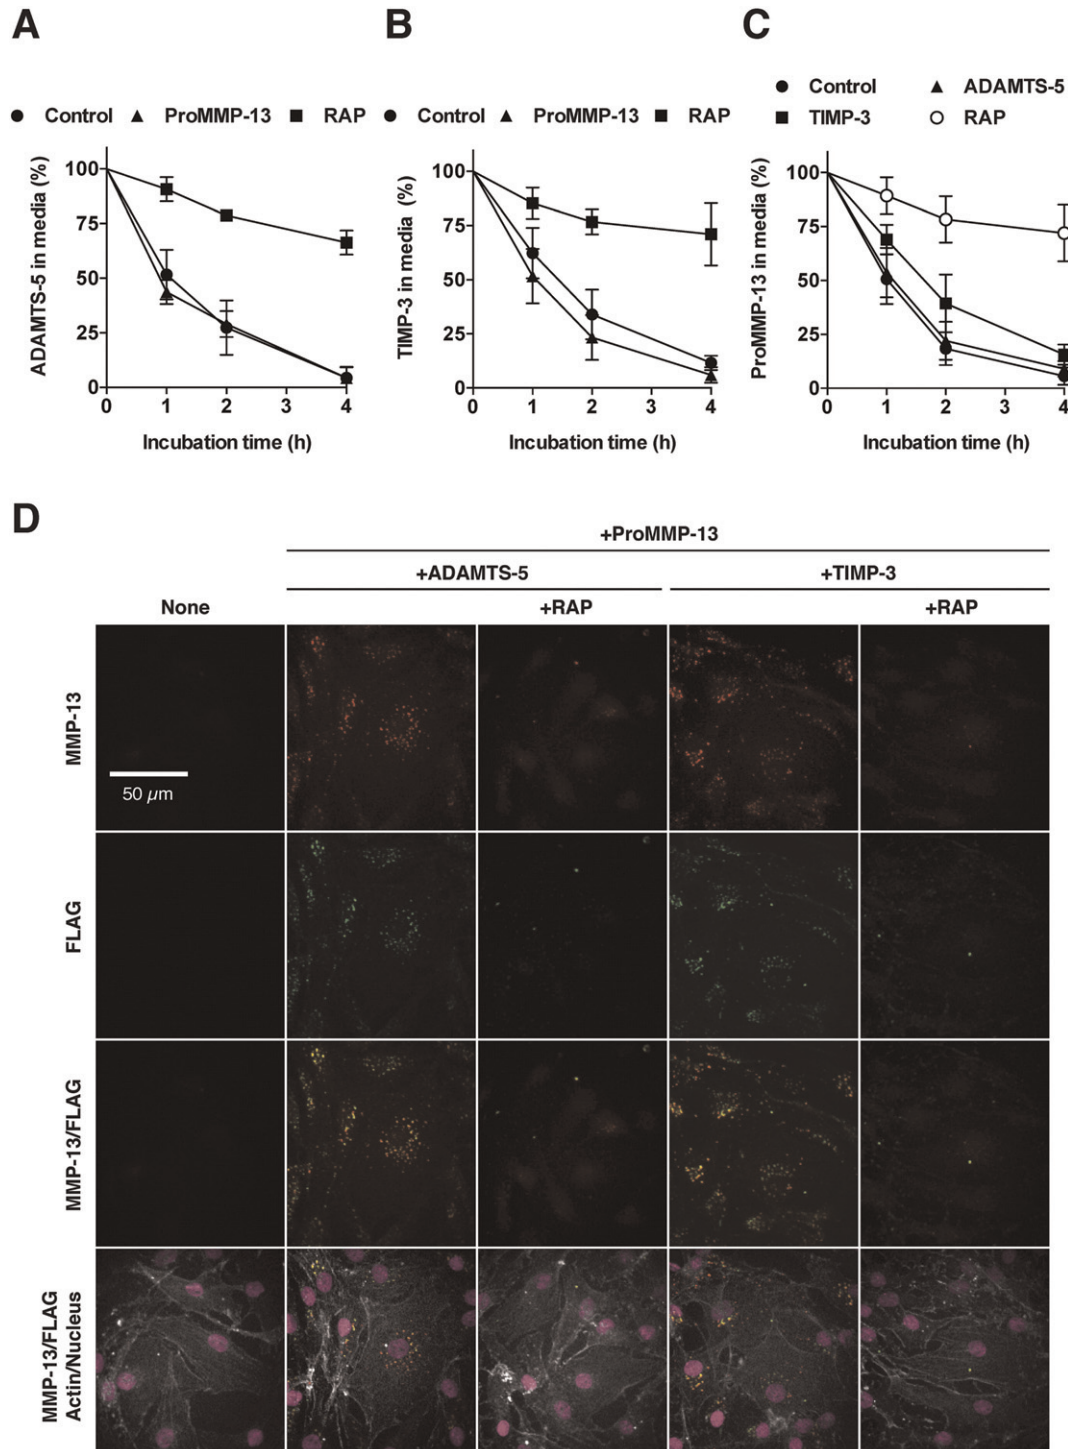 A
B
C
● Control ▲ ProMMP-13 ■ RAP
● Control ▲ ProMMP-13 ■ RAP
● Control ▲ ADAMTS-5
■ TIMP-3 ○ RAP
ADAMTS-5 in media (%)
100
75
50
25
0
0 1 2 3 4
Incubation time (h)
TIMP-3 in media (%)
100
75
50
25
0
0 1 2 3 4
Incubation time (h)
ProMMP-13 in media (%)
100
75
50
25
0
0 1 2 3 4
Incubation time (h)
D
+ProMMP-13
+ADAMTS-5
+TIMP-3
None
+RAP
+RAP
MMP-13
50 µm
FLAG
MMP-13/FLAG
MMP-13/FLAG
Actin/Nucleus